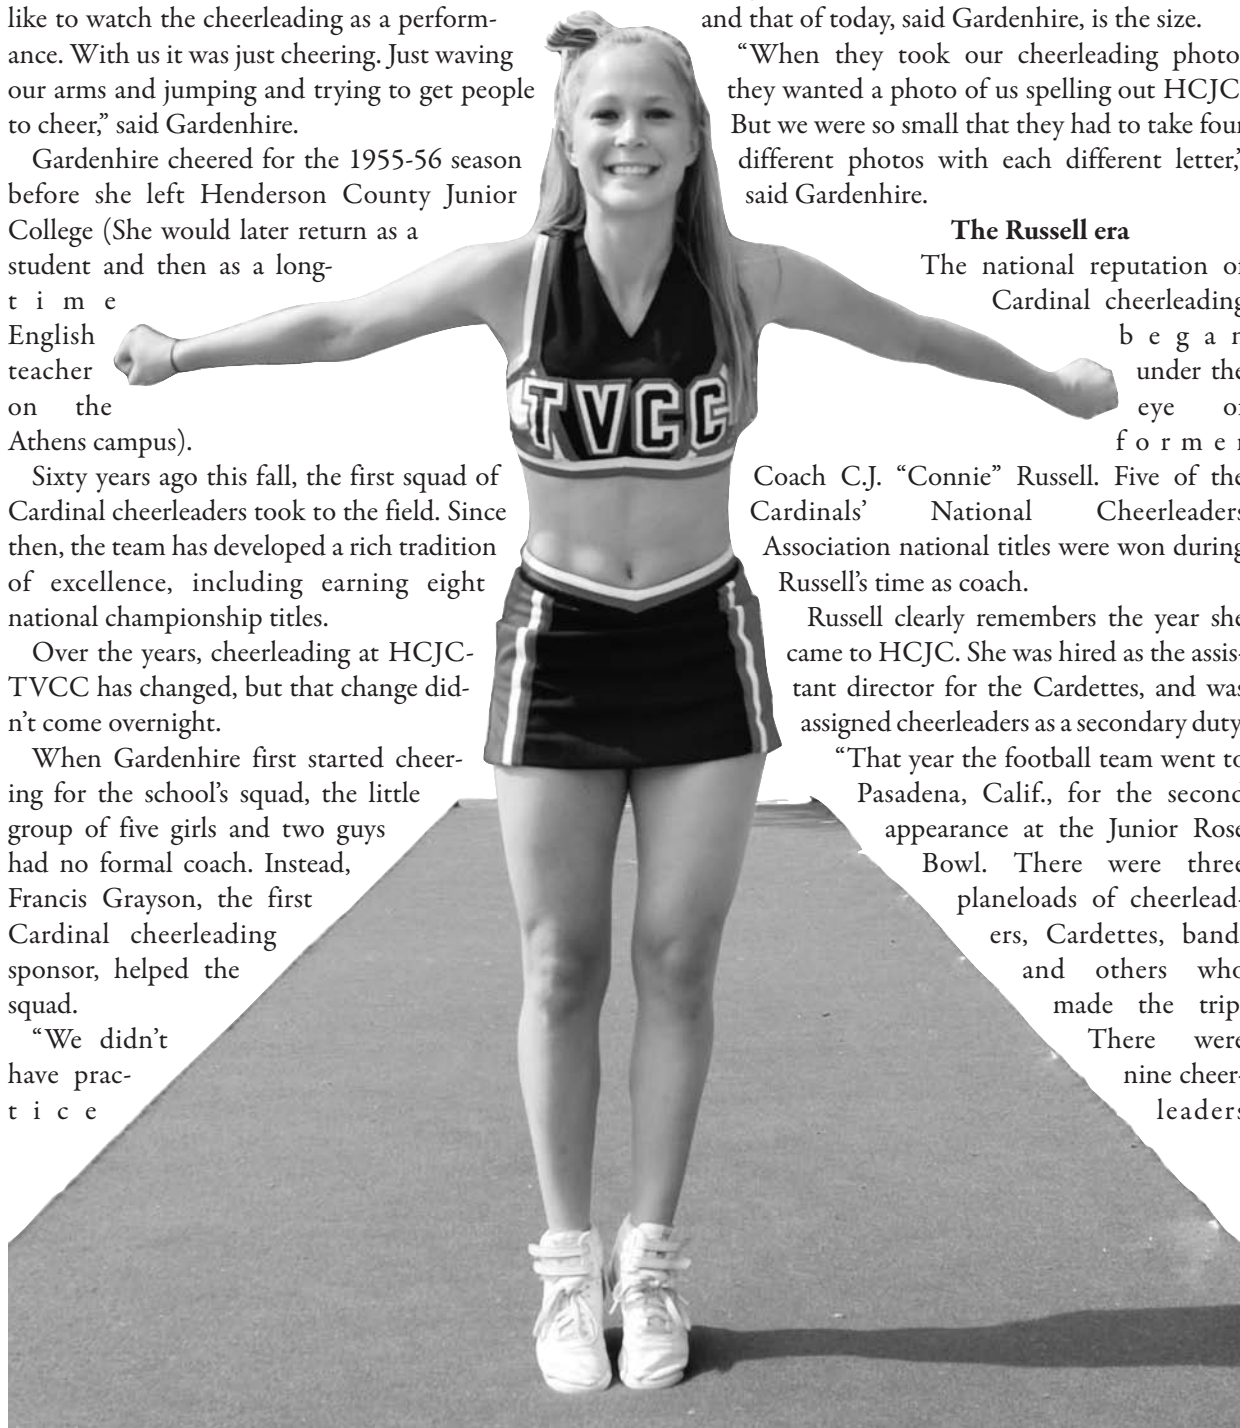 like to watch the cheerleading as a perform-
ance. With us it was just cheering. Just waving
our arms and jumping and trying to get people
to cheer,” said Gardenhire.
Gardenhire cheered for the 1955-56 season
before she left Henderson County Junior
College (She would later return as a
student and then as a long-
time
English
teacher
on the
Athens campus).
Sixty years ago this fall, the first squad of
Cardinal cheerleaders took to the field. Since
then, the team has developed a rich tradition
of excellence, including earning eight
national championship titles.
Over the years, cheerleading at HCJC-
TVCC has changed, but that change did-
n’t come overnight.
When Gardenhire first started cheer-
ing for the school’s squad, the little
group of five girls and two guys
had no formal coach. Instead,
Francis Grayson, the first
Cardinal cheerleading
sponsor, helped the
squad.
“We didn’t
have prac-
tice
TVCC
and that of today, said Gardenhire, is the size.
“When they took our cheerleading photo
they wanted a photo of us spelling out HCJC
But we were so small that they had to take four
different photos with each different letter,”
said Gardenhire.
The Russell era
The national reputation of
Cardinal cheerleading
began
under the
eye of
former
Coach C.J. “Connie” Russell. Five of the
Cardinals’ National Cheerleaders
Association national titles were won during
Russell’s time as coach.
Russell clearly remembers the year she
came to HCJC. She was hired as the assis-
tant director for the Cardettes, and was
assigned cheerleaders as a secondary duty
“That year the football team went to
Pasadena, Calif., for the second
appearance at the Junior Rose
Bowl. There were three
planeloads of cheerlead-
ers, Cardettes, band
and others who
made the trip
There were
nine cheer-
leaders